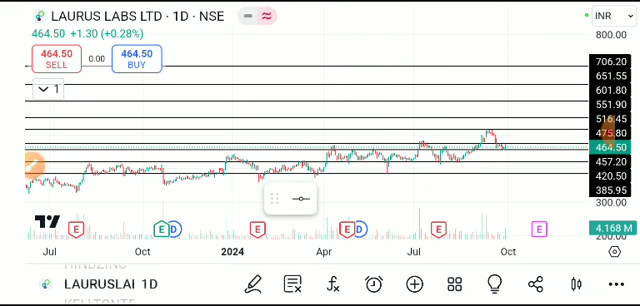 LAURUS LABS LTD · 1D · NSE
INR
464.50 +1.30 (+0.28%)
800.00
464.50
SELL
0.00
464.50
BUY
1
706.20
651.55
601.80
551.90
516.45
475.80
464.50
457.20
420.50
385.95
300.00
4.168 M
200.00
E
E
D
E
E
D
E
E
Jul
Oct
2024
Apr
Jul
Oct
LAURUSLAI 1D